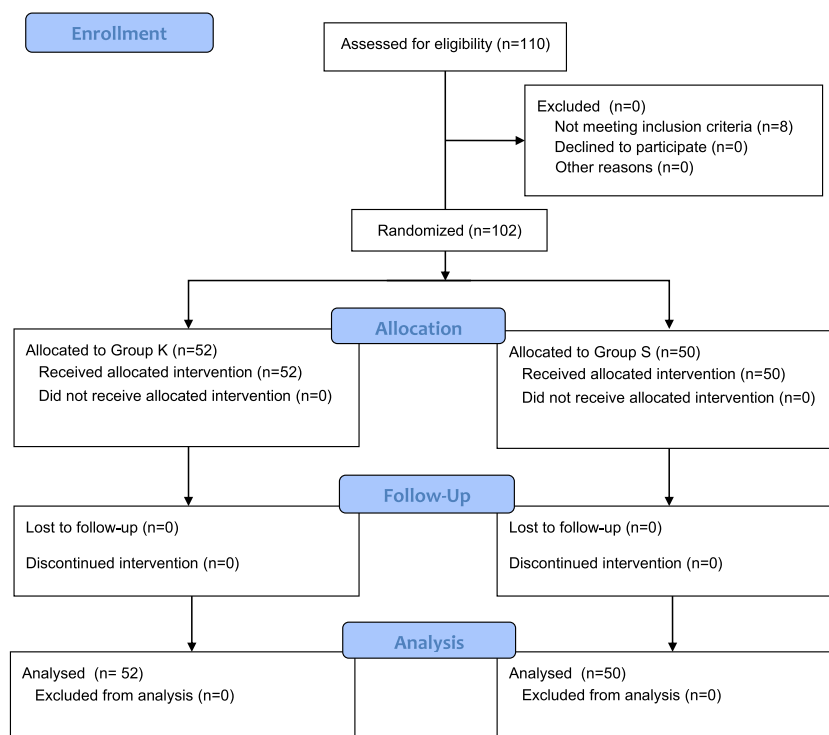 Enrollment
Assessed for eligibility (n=110)
Excluded (n=0)
Not meeting inclusion criteria (n=8)
Declined to participate (n=0)
Other reasons (n=0)
Randomized (n=102)
Allocation
Allocated to Group K (n=52)
Received allocated intervention (n=52)
Did not receive allocated intervention (n=0)
Allocated to Group S (n=50)
Received allocated intervention (n=50)
Did not receive allocated intervention (n=0)
Follow-Up
Lost to follow-up (n=0)
Discontinued intervention (n=0)
Lost to follow-up (n=0)
Discontinued intervention (n=0)
Analysis
Analysed (n= 52)
Excluded from analysis (n=0)
Analysed (n=50)
Excluded from analysis (n=0)